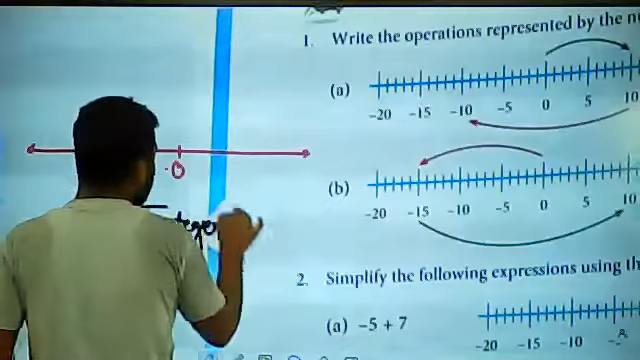 1. Write the operations represented by the
(a)
-20 -15 -10 -5 0 5 10
(b)
-20 -15 -10 -5 0 5 10
2. Simplify the following expressions using
(a) −5 + 7
-20 -15 -10
0